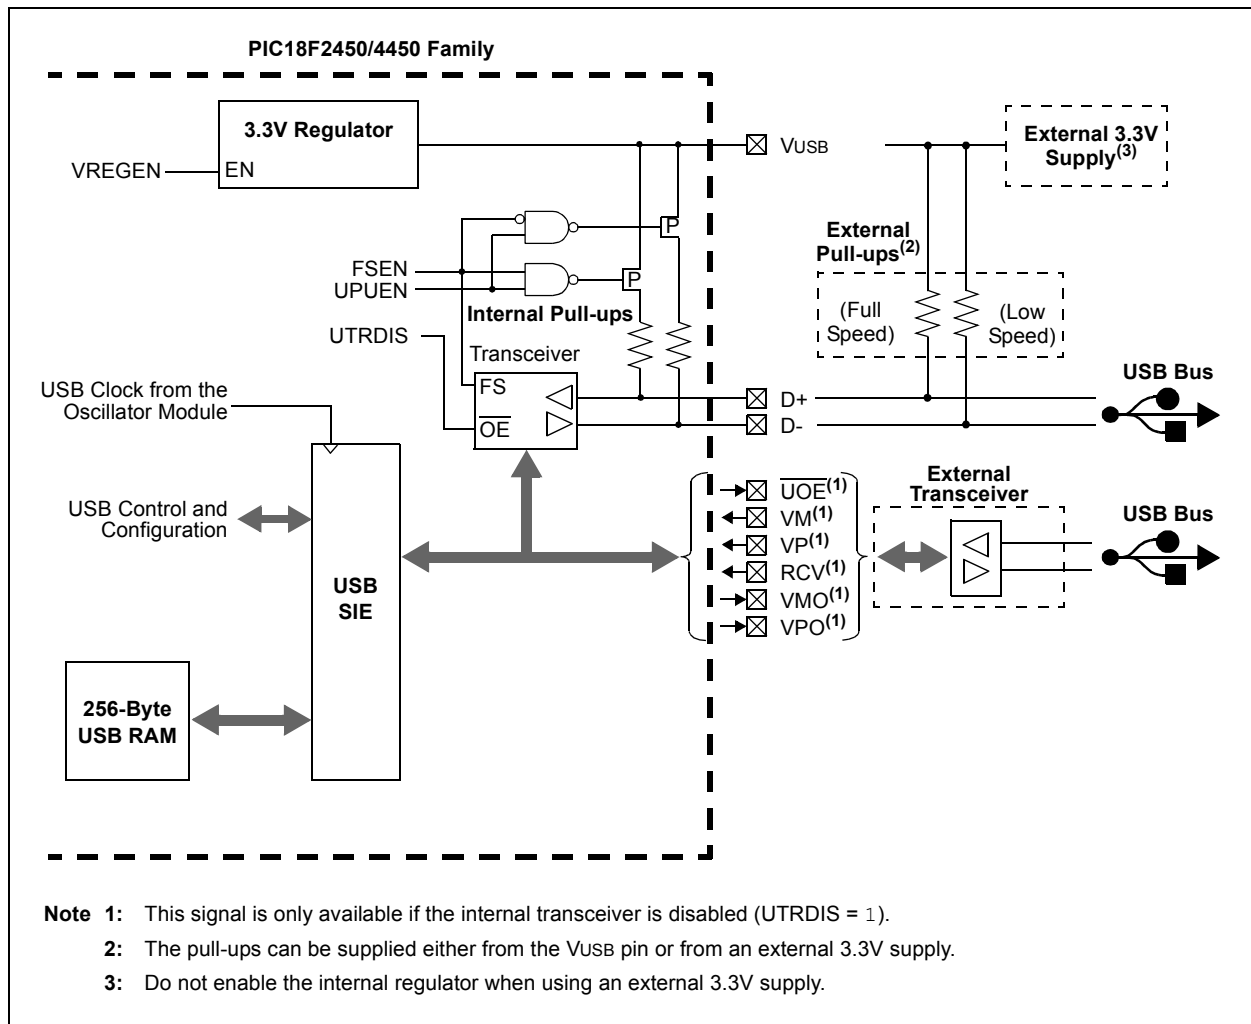 PIC18F2450/4450 Family
3.3V Regulator
VREGEN
EN
VUSB
External 3.3V
Supply(3)
P
External
Pull-ups(2)
FSEN
UPUEN
P
Internal Pull-ups
(Full
Speed)
(Low
Speed)
UTRDIS
Transceiver
FS
OE
USB Clock from the
Oscillator Module
D+
D-
USB Bus
External
Transceiver
UOE(1)
VM(1)
VP(1)
RCV(1)
VMO(1)
VPO(1)
USB Bus
USB Control and
Configuration
USB
SIE
256-Byte
USB RAM
Note 1: This signal is only available if the internal transceiver is disabled (UTRDIS = 1).
2: The pull-ups can be supplied either from the VUSB pin or from an external 3.3V supply.
3: Do not enable the internal regulator when using an external 3.3V supply.